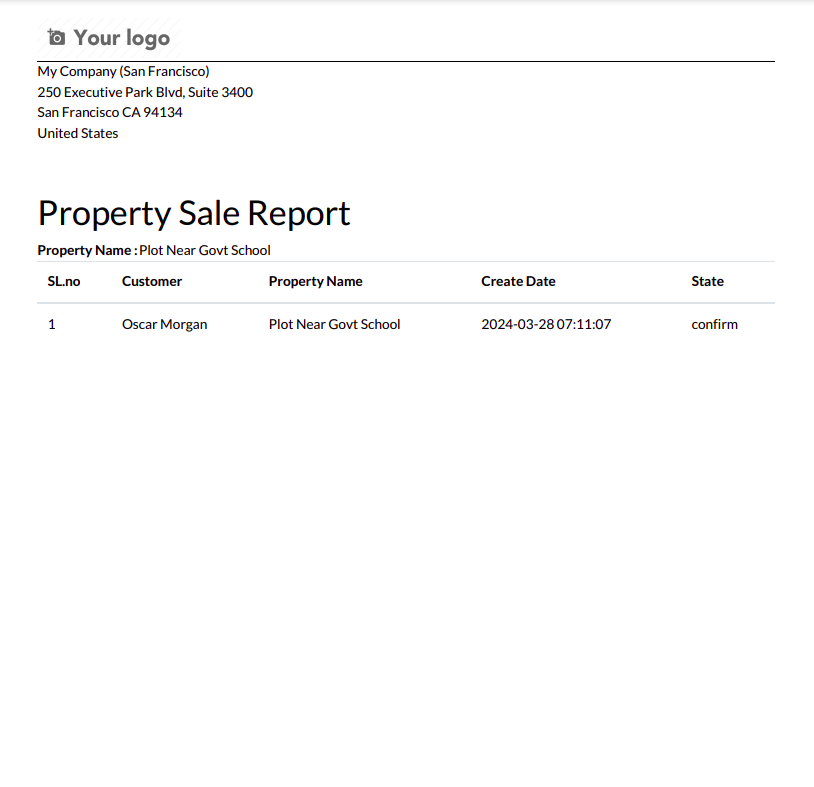 Your logo
My Company (San Francisco)
250 Executive Park Blvd, Suite 3400
San Francisco CA 94134
United States
Property Sale Report
Property Name : Plot Near Govt School
SL.no Customer Property Name Create Date State
1 Oscar Morgan Plot Near Govt School 2024-03-28 07:11:07 confirm